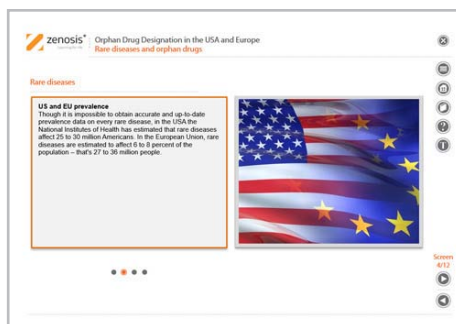 zenosis
Orphan Drug Designation in the USA and Europe
Rare diseases and orphan drugs
Rare diseases
US and EU prevalence
Though it is impossible to obtain accurate and up-to-date
prevalence data on every rare disease, in the USA the
National Institutes of Health has estimated that rare diseases
affect 25 to 30 million Americans. In the European Union, rare
diseases are estimated to affect 6 to 8 percent of the
population – that's 27 to 36 million people.
Screen
4/12